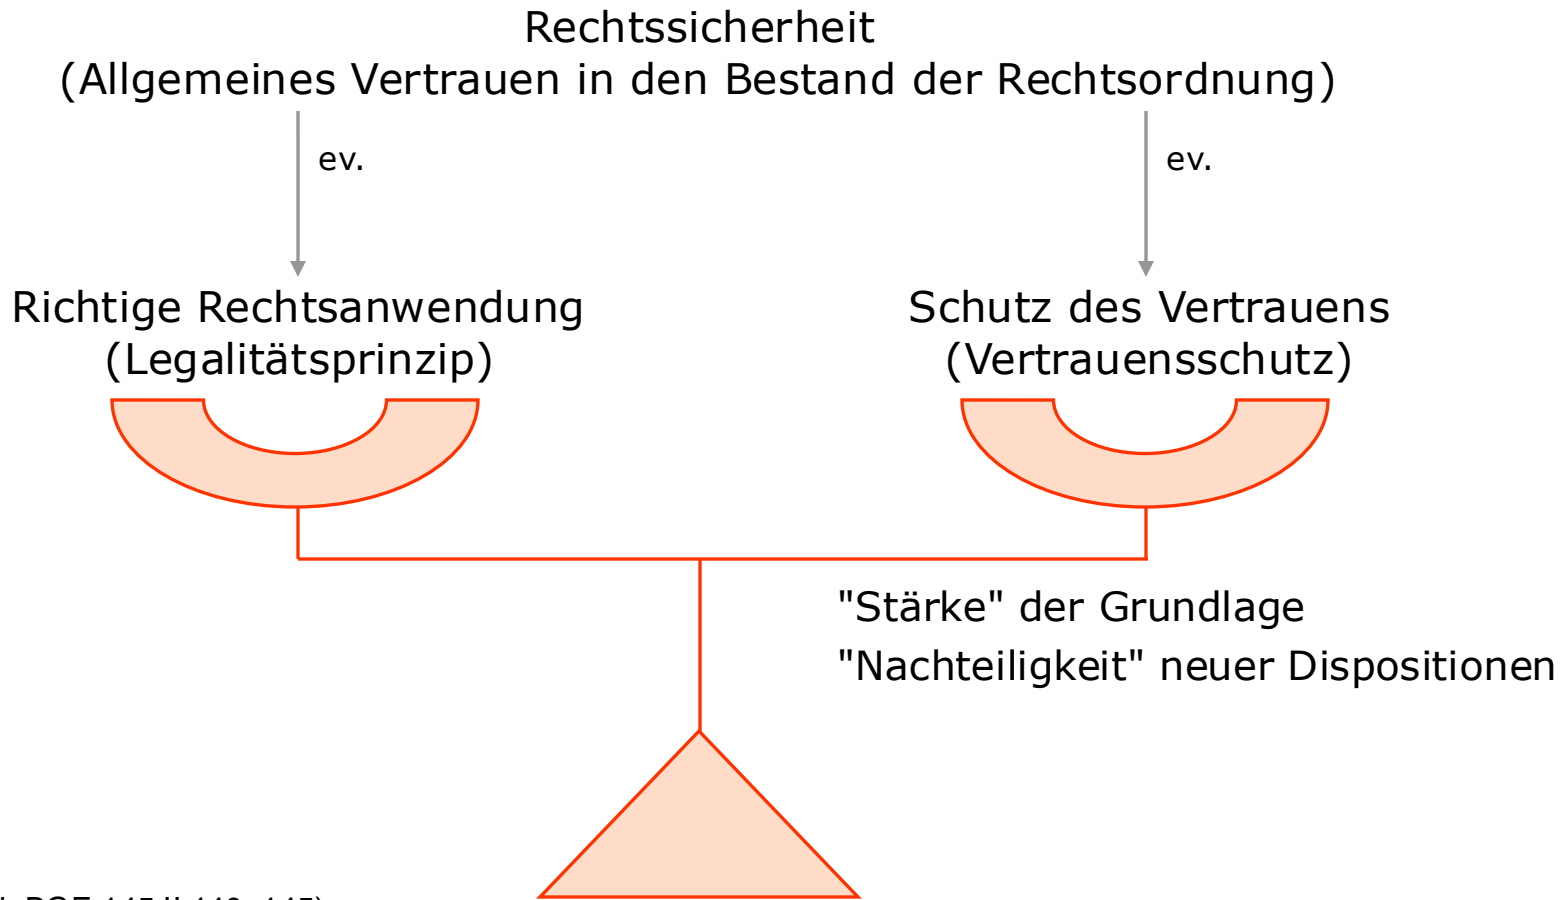 Rechtssicherheit
(Allgemeines Vertrauen in den Bestand der Rechtsordnung)
ev.
ev.
Richtige Rechtsanwendung
(Legalitätsprinzip)
Schutz des Vertrauens
(Vertrauensschutz)
"Stärke" der Grundlage
"Nachteiligkeit" neuer Dispositionen